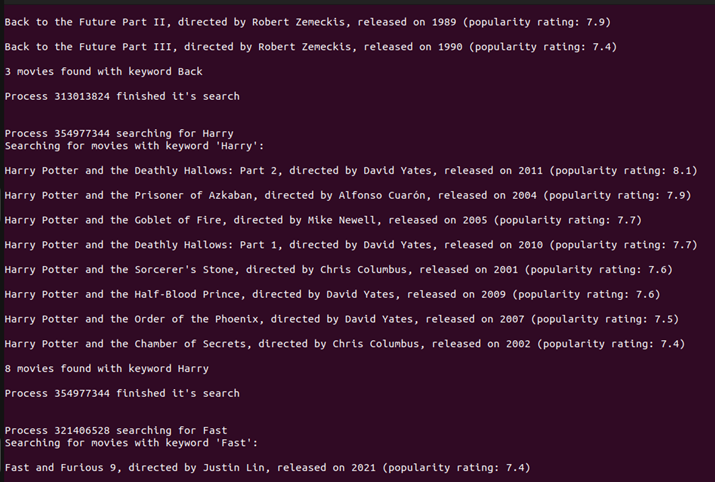 Back to the Future Part II, directed by Robert Zemeckis, released on 1989 (popularity rating: 7.9)
Back to the Future Part III, directed by Robert Zemeckis, released on 1990 (popularity rating: 7.4)
3 movies found with keyword Back
Process 313013824 finished it's search
Process 354977344 searching for Harry
Searching for movies with keyword 'Harry':
Harry Potter and the Deathly Hallows: Part 2, directed by David Yates, released on 2011 (popularity rating: 8.1)
Harry Potter and the Prisoner of Azkaban, directed by Alfonso Cuarón, released on 2004 (popularity rating: 7.9)
Harry Potter and the Goblet of Fire, directed by Mike Newell, released on 2005 (popularity rating: 7.7)
Harry Potter and the Deathly Hallows: Part 1, directed by David Yates, released on 2010 (popularity rating: 7.7)
Harry Potter and the Sorcerer's Stone, directed by Chris Columbus, released on 2001 (popularity rating: 7.6)
Harry Potter and the Half-Blood Prince, directed by David Yates, released on 2009 (popularity rating: 7.6)
Harry Potter and the Order of the Phoenix, directed by David Yates, released on 2007 (popularity rating: 7.5)
Harry Potter and the Chamber of Secrets, directed by Chris Columbus, released on 2002 (popularity rating: 7.4)
8 movies found with keyword Harry
Process 354977344 finished it's search
Process 321406528 searching for Fast
Searching for movies with keyword 'Fast':
Fast and Furious 9, directed by Justin Lin, released on 2021 (popularity rating: 7.4)